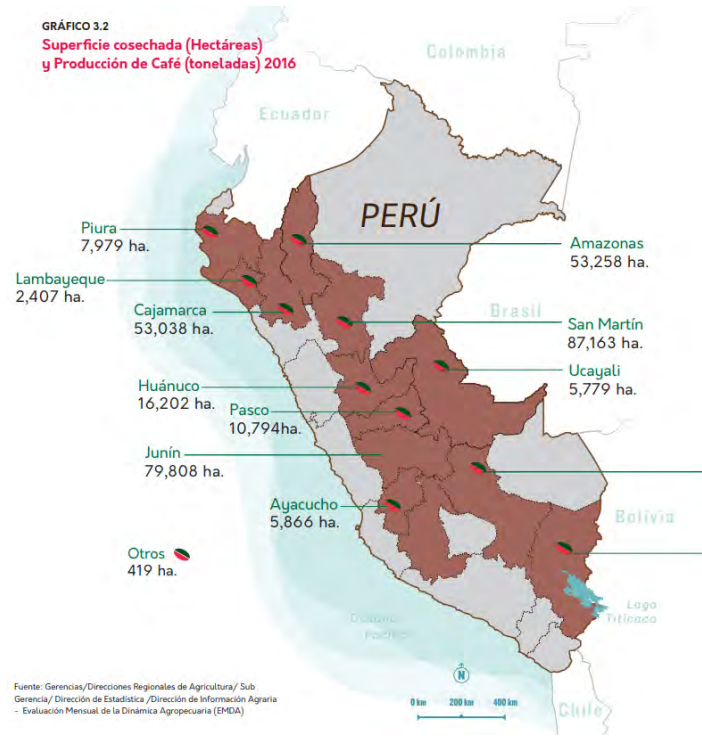 GRÁFICO 3.2
Superficie cosechada (Hectáreas)
y Producción de Café (toneladas) 2016
Colombia
Ecuador
PERÚ
Piura
7,979 ha.
Amazonas
53,258 ha.
Lambayeque
2,407 ha.
Cajamarca
53,038 ha.
Brasil
San Martín
87,163 ha.
Ucayali
5,779 ha.
Huánuco
16,202 ha.
Pasco
10,794ha.
Junín
79,808 ha.
Ayacucho
5,866 ha.
Bolivia
Otros
419 ha.
Lago
Titicaca
Océano
Pacífico
N
0 km 200 km 400 km
Chile
Fuente: Gerencias/Direcciones Regionales de Agricultura/ Sub
Gerencia/ Dirección de Estadística /Dirección de Información Agraria
- Evaluación Mensual de la Dinámica Agropecuaria (EMDA)